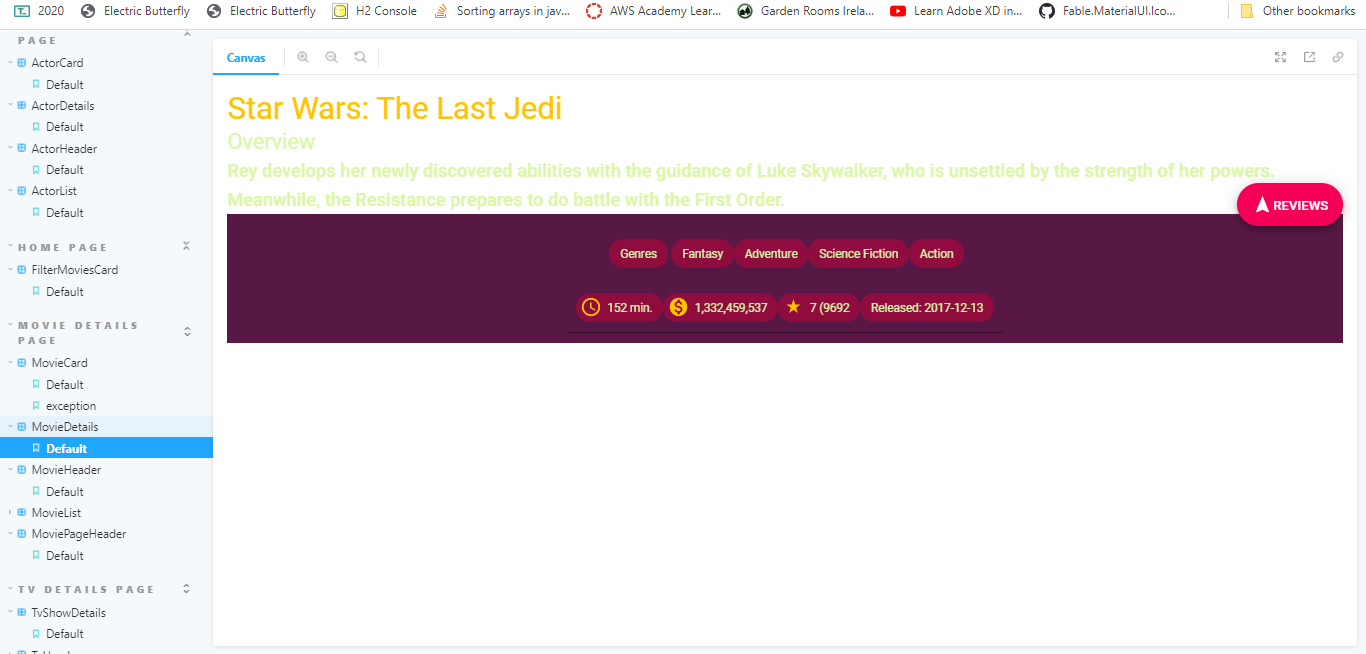 2020 Electric Butterfly Electric Butterfly H2 Console Sorting arrays in jav... AWS Academy Lear... Garden Rooms Irela... Learn Adobe XD in... Fable.MaterialUI.Ico... Other bookmarks
PAGE
ActorCard
Default
ActorDetails
Default
ActorHeader
Default
ActorList
Default
HOME PAGE
FilterMoviesCard
Default
MOVIE DETAILS
PAGE
MovieCard
Default
exception
MovieDetails
Default
MovieHeader
Default
MovieList
MoviePageHeader
Default
TV DETAILS PAGE
TvShowDetails
Default
Canvas
Star Wars: The Last Jedi
Overview
Rey develops her newly discovered abilities with the guidance of Luke Skywalker, who is unsettled by the strength of her powers.
Meanwhile, the Resistance prepares to do battle with the First Order.
REVIEWS
Genres Fantasy Adventure Science Fiction Action
152 min. 1,332,459,537 7 (9692 Released: 2017-12-13